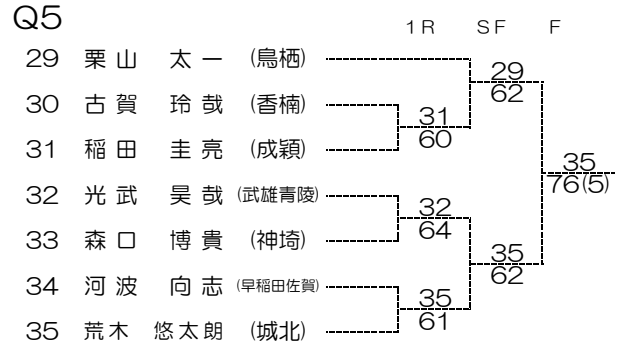 Q5
1R SF F
29 栗山 太一 (鳥栖)
30 古賀 玲哉 (香楠)
31 稲田 圭亮 (成穎)
32 光武 昊哉 (武雄青陵)
33 森口 博貴 (神埼)
34 河波 向志 (早稲田佐賀)
35 荒木 悠太朗 (城北)
31
60
32
64
35
61
29
62
35
62
35
76(5)